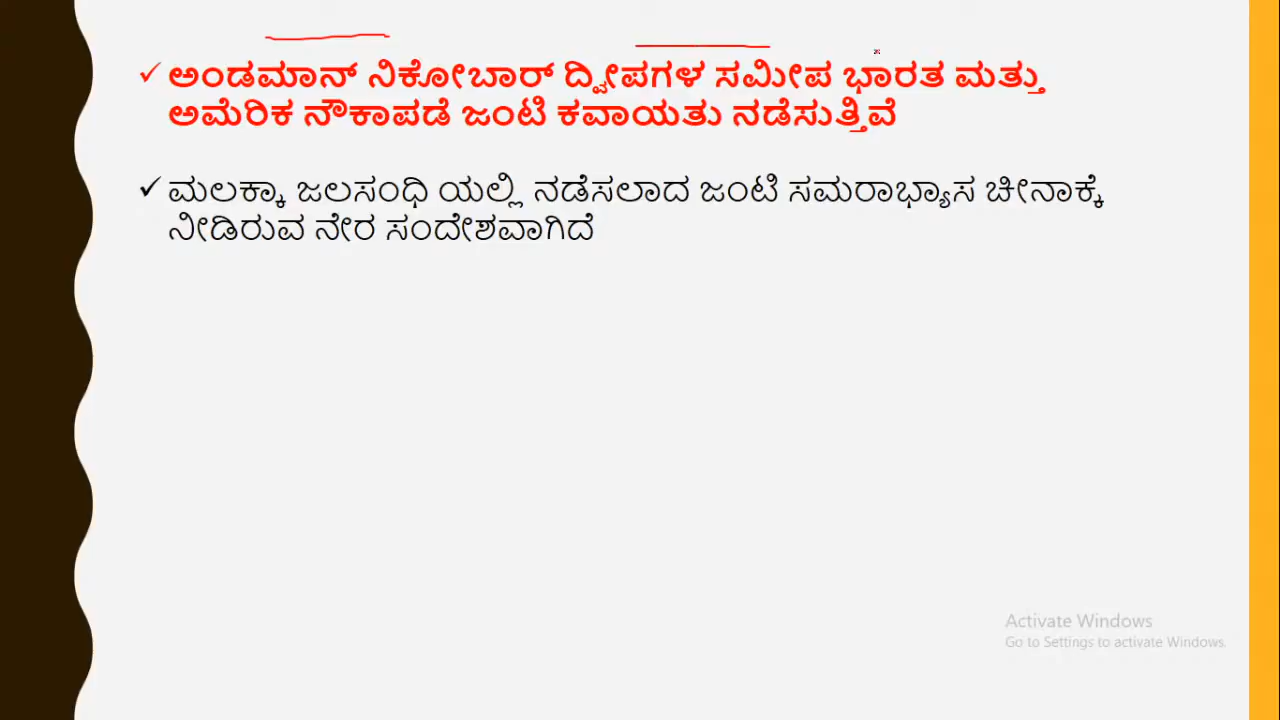 ಅಂಡಮಾನ್ ನಿಕೋಬಾರ್ ದ್ವೀಪಗಳ ಸಮೀಪ ಭಾರತ ಮತ್ತು
ಅಮೆರಿಕ ನೌಕಾಪಡೆ ಜಂಟಿ ಕವಾಯತು ನಡೆಸುತ್ತಿವೆ
ಮಲಕ್ಕಾ ಜಲಸಂಧಿ ಯಲ್ಲಿ ನಡೆಸಲಾದ ಜಂಟಿ ಸಮರಾಭ್ಯಾಸ ಚೀನಾಕ್ಕೆ
ನೀಡಿರುವ ನೇರ ಸಂದೇಶವಾಗಿದೆ
Activate Windows
Go to Settings to activate Windows.